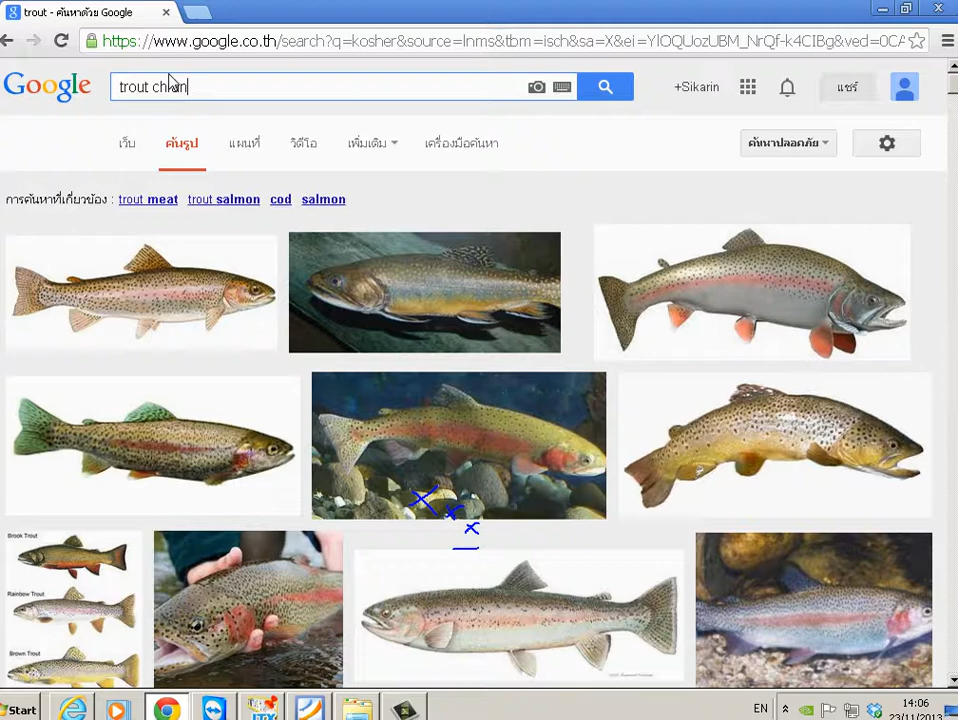 trout - ค้นหาด้วย Google
https://www.google.co.th/search?q=kosher&source=lnms&tbm=isch&sa=X&ei=YlOQUozUBM_NrQf-k4CIBg&ved=0CA
Google trout +Sikarin แชร์
เว็บ ค้นรูป แผนที่ วิดีโอ เพิ่มเติม เครื่องมือค้นหา ค้นหาปลอดภัย
การค้นหาที่เกี่ยวข้อง : trout meat trout salmon cod salmon
Brook Trout
Rainbow Trout
Brown Trout
X
x
x
Start EN 14:06
23/11/2013